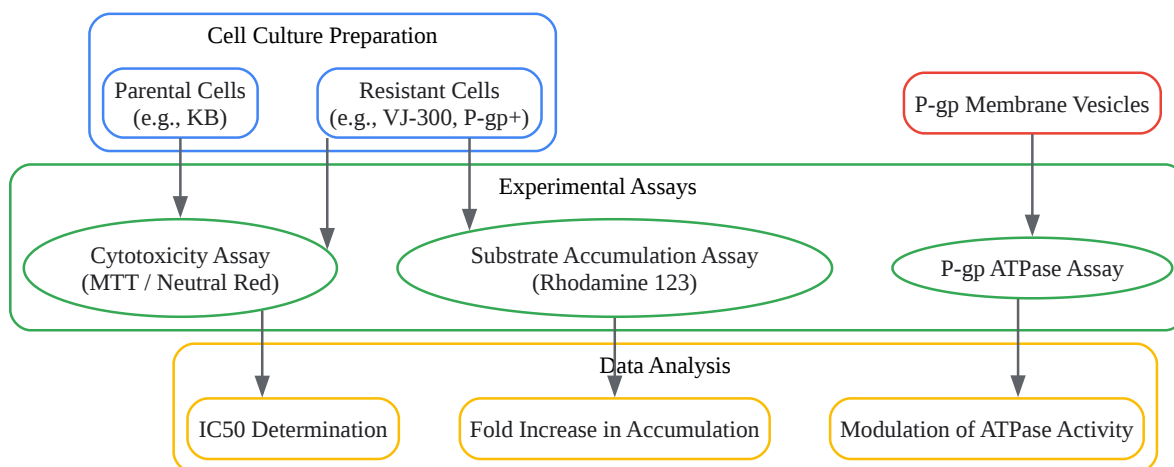 Cell Culture Preparation
Parental Cells
(e.g., KB)
Resistant Cells
(e.g., VJ-300, P-gp+)
P-gp Membrane Vesicles
Experimental Assays
Cytotoxicity Assay
(MTT / Neutral Red)
Substrate Accumulation Assay
(Rhodamine 123)
P-gp ATPase Assay
Data Analysis
IC50 Determination
Fold Increase in Accumulation
Modulation of ATPase Activity